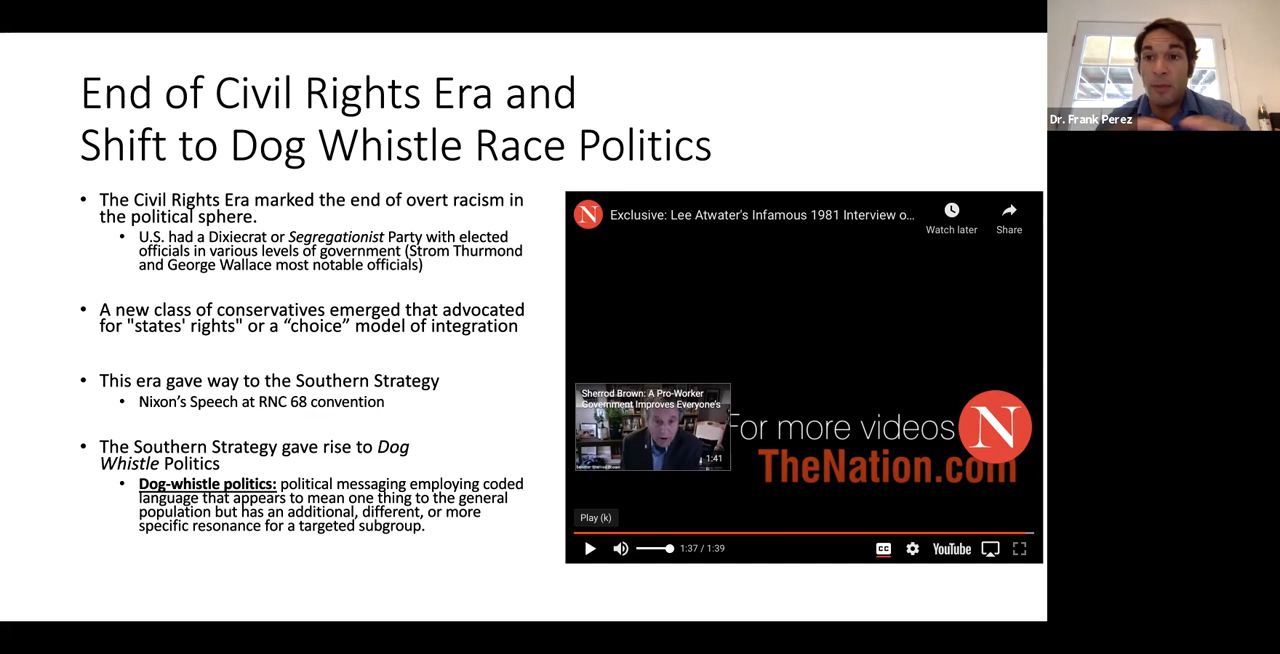 End of Civil Rights Era and
Shift to Dog Whistle Race Politics
• The Civil Rights Era marked the end of overt racism in
the political sphere.
• U.S. had a Dixiecrat or Segregationist Party with elected
officials in various levels of government (Strom Thurmond
and George Wallace most notable officials)
• A new class of conservatives emerged that advocated
for "states' rights" or a “choice” model of integration
• This era gave way to the Southern Strategy
• Nixon’s Speech at RNC 68 convention
• The Southern Strategy gave rise to Dog
Whistle Politics
• Dog-whistle politics: political messaging employing coded
language that appears to mean one thing to the general
population but has an additional, different, or more
specific resonance for a targeted subgroup.
N
Exclusive: Lee Atwater's Infamous 1981 Interview o...
Watch later
Share
Sherrod Brown: A Pro-Worker
Government Improves Everyone's
1:41
For more videos
N
TheNation.com
Play (k)
1:37 / 1:39
CC
YouTube
Dr. Frank Perez